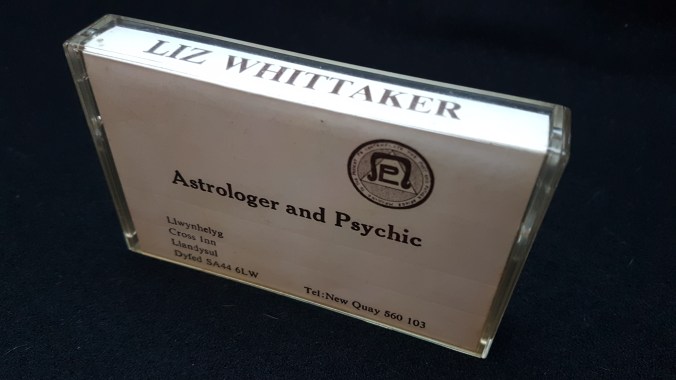 LIZ WHITTAKER
Astrologer and Psychic
Llwynhelyg
Cross Inn
Llandysul
Dyfed SA44 6LW
Tel:New Quay 560 103